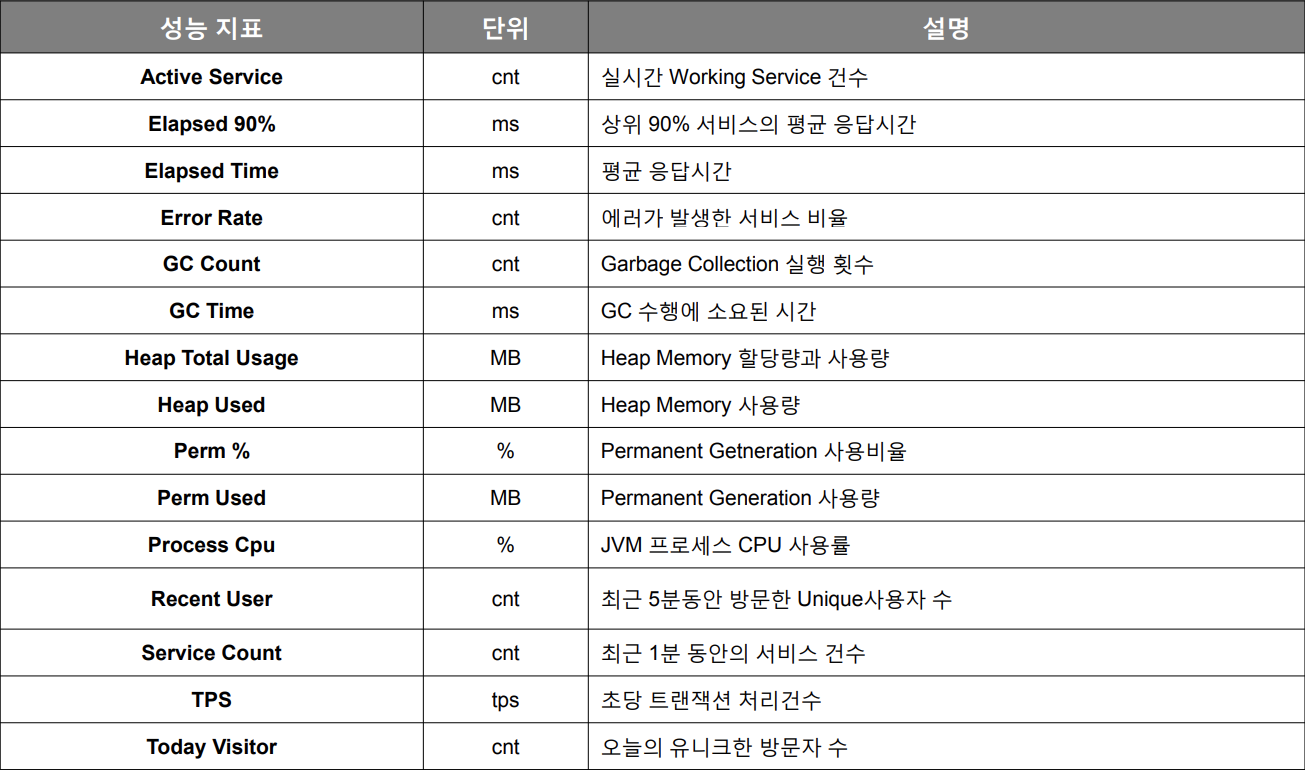 성능 지표 단위 설명
Active Service cnt 실시간 Working Service 건수
Elapsed 90% ms 상위 90% 서비스의 평균 응답시간
Elapsed Time ms 평균 응답시간
Error Rate cnt 에러가 발생한 서비스 비율
GC Count cnt Garbage Collection 실행 횟수
GC Time ms GC 수행에 소요된 시간
Heap Total Usage MB Heap Memory 할당량과 사용량
Heap Used MB Heap Memory 사용량
Perm % % Permanent Getneration 사용비율
Perm Used MB Permanent Generation 사용량
Process Cpu % JVM 프로세스 CPU 사용률
Recent User cnt 최근 5분동안 방문한 Unique사용자 수
Service Count cnt 최근 1분 동안의 서비스 건수
TPS tps 초당 트랜잭션 처리건수
Today Visitor cnt 오늘의 유니크한 방문자 수